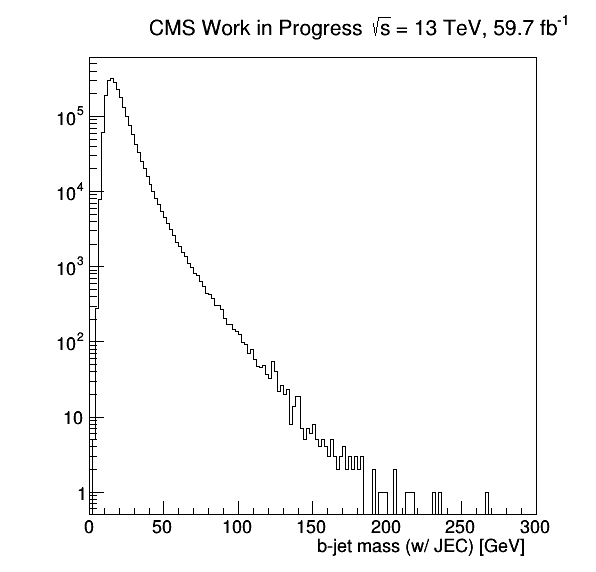 CMS Work in Progress √s = 13 TeV, 59.7 fb⁻¹
10⁵
10⁴
10³
10²
10
1
0 50 100 150 200 250 300
b-jet mass (w/ JEC) [GeV]